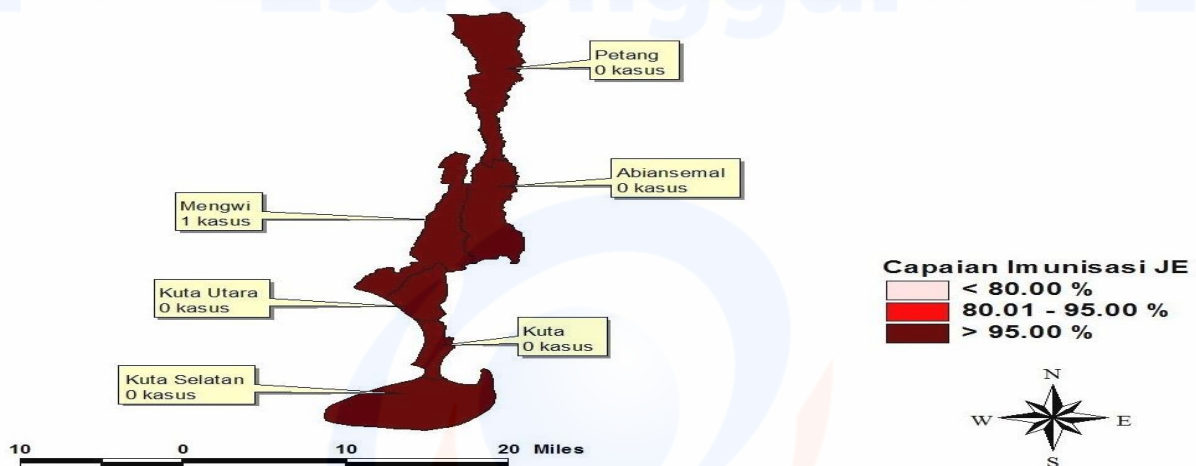 Petang
0 kasus
Abiansemal
0 kasus
Mengwi
1 kasus
Kuta Utara
0 kasus
Kuta
0 kasus
Kuta Selatan
0 kasus
Capaian Imunisasi JE
< 80.00 %
80.01 - 95.00 %
> 95.00 %
N
W E
S
10 0 10 20 Miles